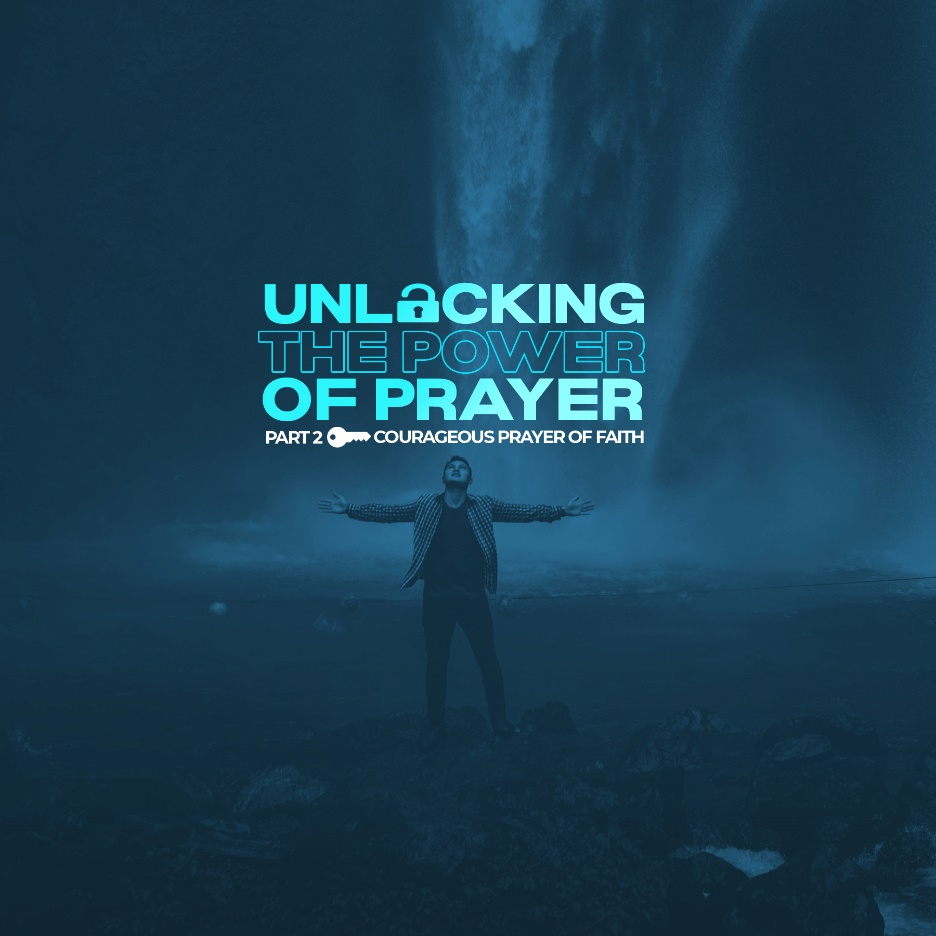 UNLOCKING
THE POWER
OF PRAYER
PART 2 COURAGEOUS PRAYER OF FAITH